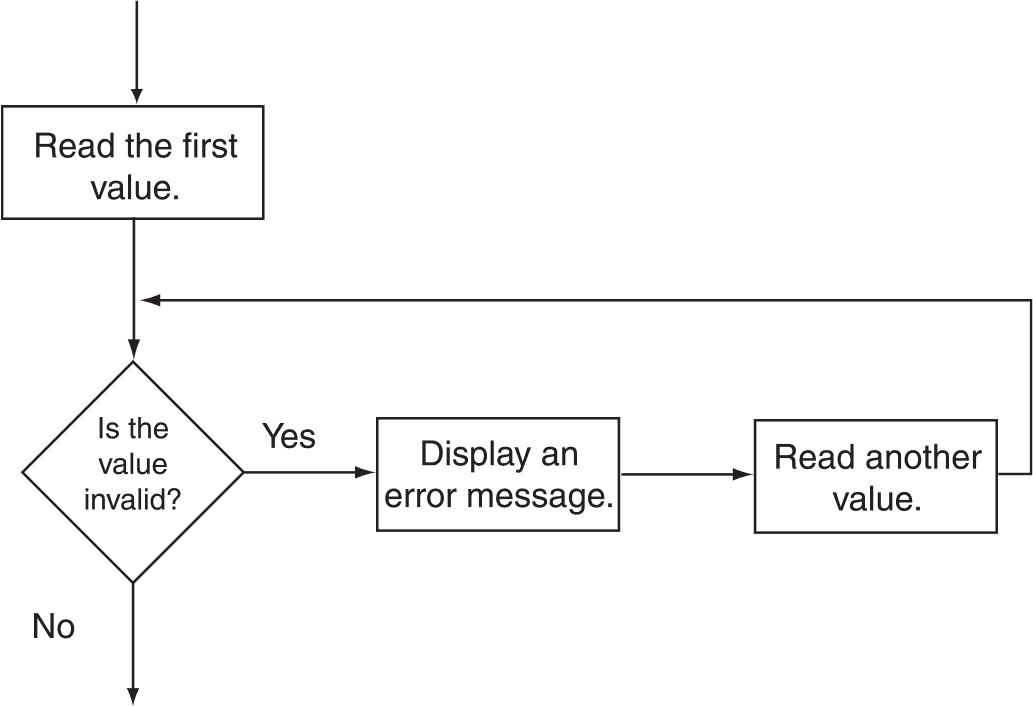 Read the first
value.
Is the
value
invalid?
Yes
Display an
error message.
Read another
value.
No